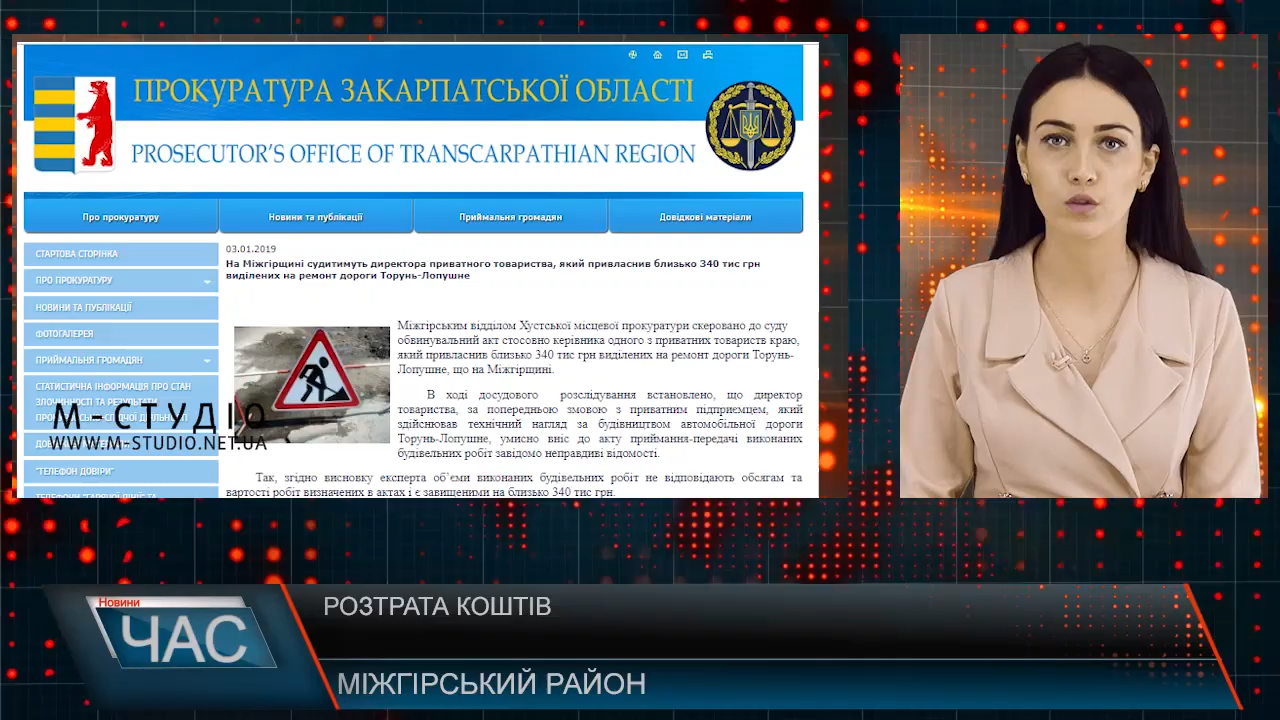 ПРОКУРАТУРА ЗАКАРПАТСЬКОЇ ОБЛАСТІ
PROSECUTOR'S OFFICE OF TRANSCARPATHIAN REGION
Про прокуратуру
Новини та публікації
Приймальня громадян
Довідкові матеріали
СТАРТОВА СТОРІНКА
ПРО ПРОКУРАТУРУ
НОВИНИ ТА ПУБЛІКАЦІЇ
ФОТОГАЛЕРЕЯ
ПРИЙМАЛЬНЯ ГРОМАДЯН
СТАТИСТИЧНА ІНФОРМАЦІЯ ПРО СТАН
ЗЛОЧИННОСТІ ТА РЕЗУЛЬТАТИ
"ТЕЛЕФОН ДОВІРИ"
ТЕЛЕФОНИ "ГАРЯЧОЇ ЛІНІЇ" ТА
М-СТУДІО
WWW.M-STUDIO.NET.UA
03.01.2019
На Міжгірщині судитимуть директора приватного товариства, який привласнив близько 340 тис грн
виділених на ремонт дороги Торунь-Лопушне
Міжгірським відділом Хустської місцевої прокуратури скеровано до суду
обвинувальний акт стосовно керівника одного з приватних товариств краю,
який привласнив близько 340 тис грн виділених на ремонт дороги Торунь-
Лопушне, що на Міжгірщині.
В ході досудового розслідування встановлено, що директор
товариства, за попередньою змовою з приватним підприємцем, який
здійснював технічний нагляд за будівництвом автомобільної дороги
Торунь-Лопушне, умисно вніс до акту приймання-передачі виконаних
будівельних робіт завідомо неправдиві відомості.
Так, згідно висновку експерта об'єми виконаних будівельних робіт не відповідають обсягам та
вартості робіт визначених в актах і є завищеними на близько 340 тис грн.
Новини
ЧАС
РОЗТРАТА КОШТІВ
МІЖГІРСЬКИЙ РАЙОН